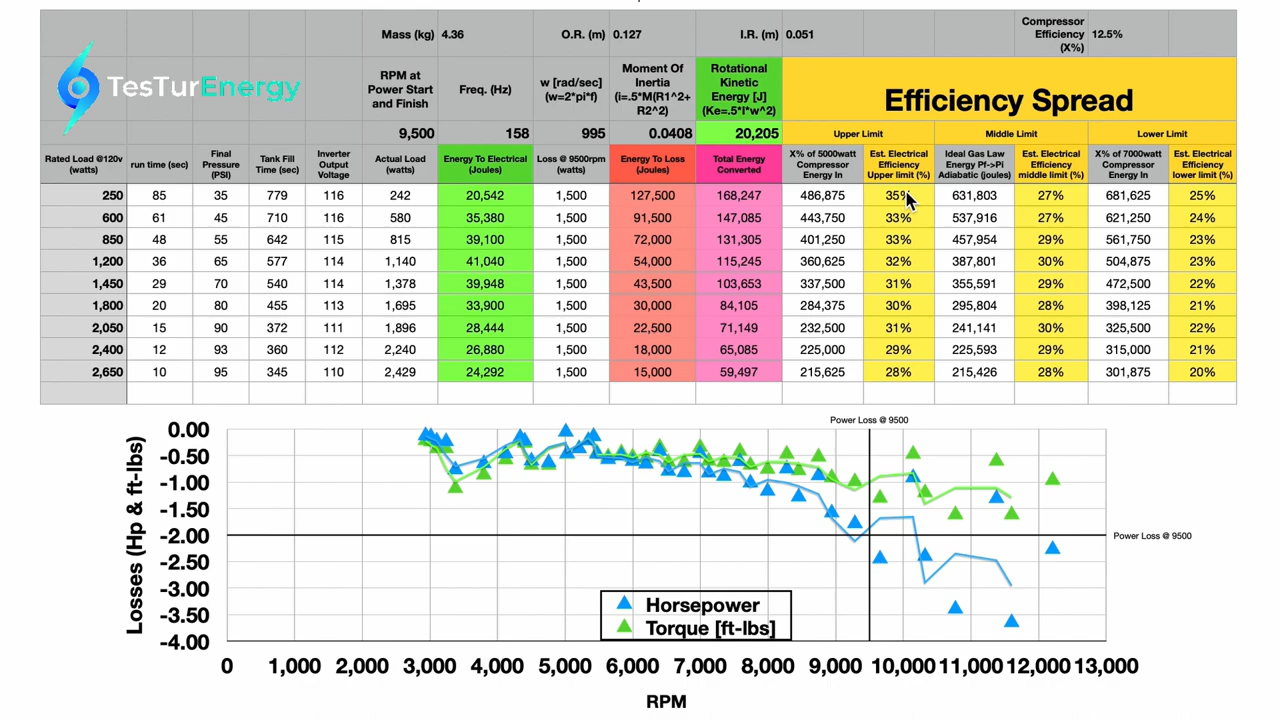 Mass (kg) 4.36 O.R. (m) 0.127 I.R. (m) 0.051 Compressor Efficiency (X%) 12.5%
TesTurEnergy
RPM at Power Start and Finish Freq. (Hz) w [rad/sec] (w=2*pi*f) Moment Of Inertia (i=.5*M(R1^2+R2^2) Rotational Kinetic Energy [J] (Ke=.5*I*w^2) Efficiency Spread
9,500 158 995 0.0408 20,205 Upper Limit Middle Limit Lower Limit
Rated Load @120v (watts) run time (sec) Final Pressure (PSI) Tank Fill Time (sec) Inverter Output Voltage Actual Load (watts) Energy To Electrical (Joules) Loss @ 9500rpm (watts) Energy To Loss (Joules) Total Energy Converted X% of 5000watt Compressor Energy In Est. Electrical Efficiency Upper limit (%) Ideal Gas Law Energy Pf->Pi Adiabatic (joules) Est. Electrical Efficiency middle limit (%) X% of 7000watt Compressor Energy In Est. Electrical Efficiency lower limit (%)
250 85 35 779 116 242 20,542 1,500 127,500 168,247 486,875 35% 631,803 27% 681,625 25%
600 61 45 710 116 580 35,380 1,500 91,500 147,085 443,750 33% 537,916 27% 621,250 24%
850 48 55 642 115 815 39,100 1,500 72,000 131,305 401,250 33% 457,954 29% 561,750 23%
1,200 36 65 577 114 1,140 41,040 1,500 54,000 115,245 360,625 32% 387,801 30% 504,875 23%
1,450 29 70 540 114 1,378 39,948 1,500 43,500 103,653 337,500 31% 355,591 29% 472,500 22%
1,800 20 80 455 113 1,695 33,900 1,500 30,000 84,105 284,375 30% 295,804 28% 398,125 21%
2,050 15 90 372 111 1,896 28,444 1,500 22,500 71,149 232,500 31% 241,141 30% 325,500 22%
2,400 12 93 360 112 2,240 26,880 1,500 18,000 65,085 225,000 29% 225,593 29% 315,000 21%
2,650 10 95 345 110 2,429 24,292 1,500 15,000 59,497 215,625 28% 215,426 28% 301,875 20%
Power Loss @ 9500
Losses (Hp & ft-lbs)
0.00
-0.50
-1.00
-1.50
-2.00
Power Loss @ 9500
-2.50
-3.00
-3.50
-4.00
Horsepower
Torque [ft-lbs]
0 1,000 2,000 3,000 4,000 5,000 6,000 7,000 8,000 9,000 10,000 11,000 12,000 13,000
RPM